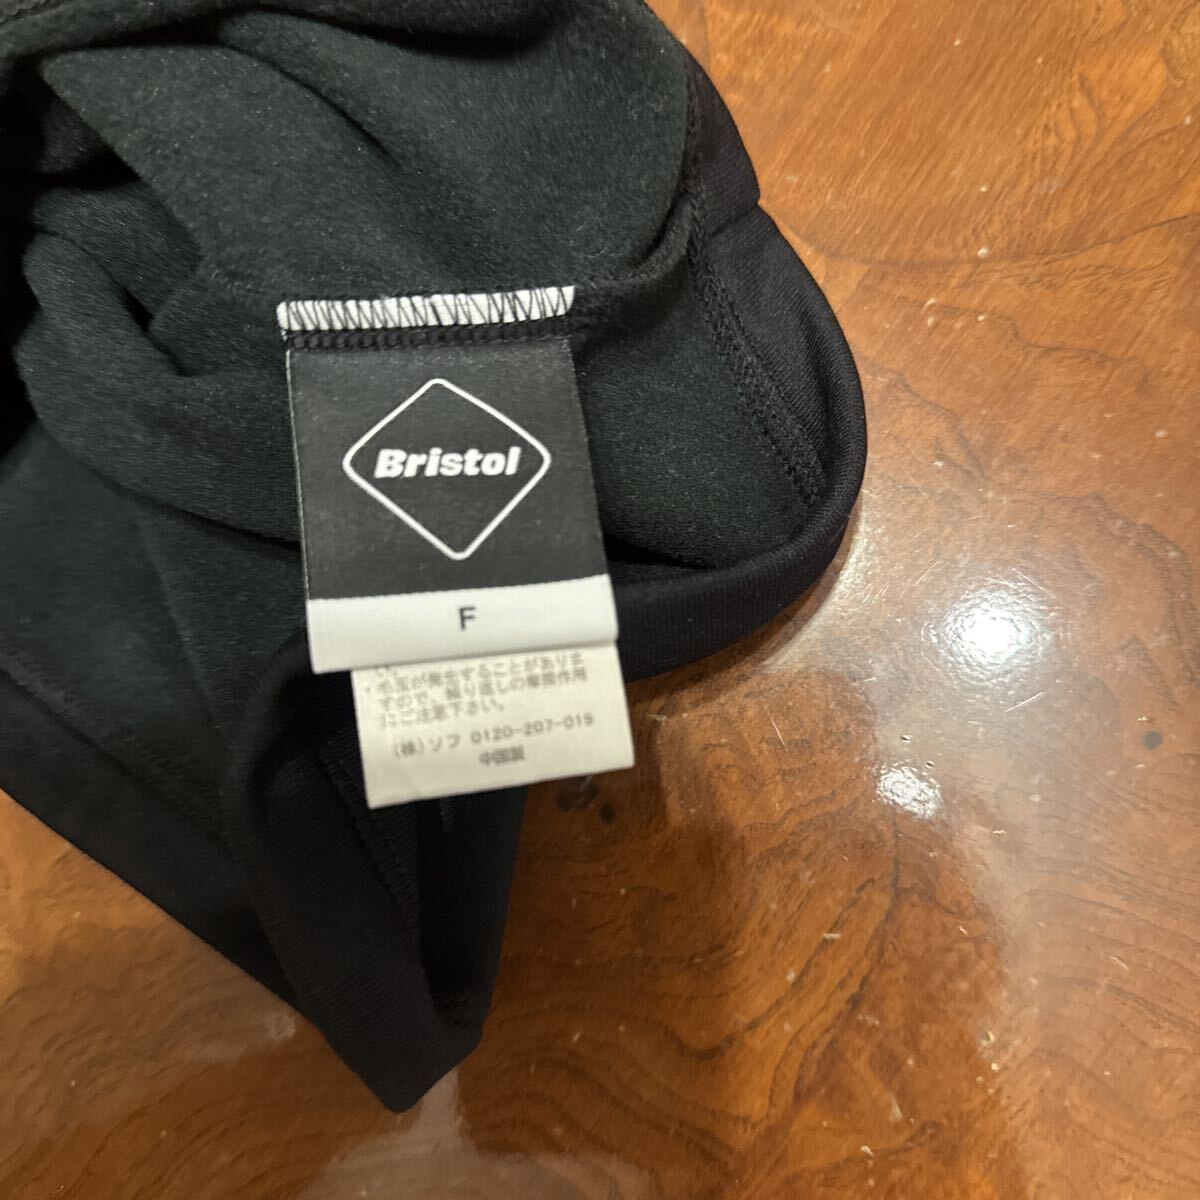 Bristol
F
毛玉が発生することがありま
すので、繰り返しの摩擦作用
にご注意下さい。
(株)ソフ 0120-207-019
中国製